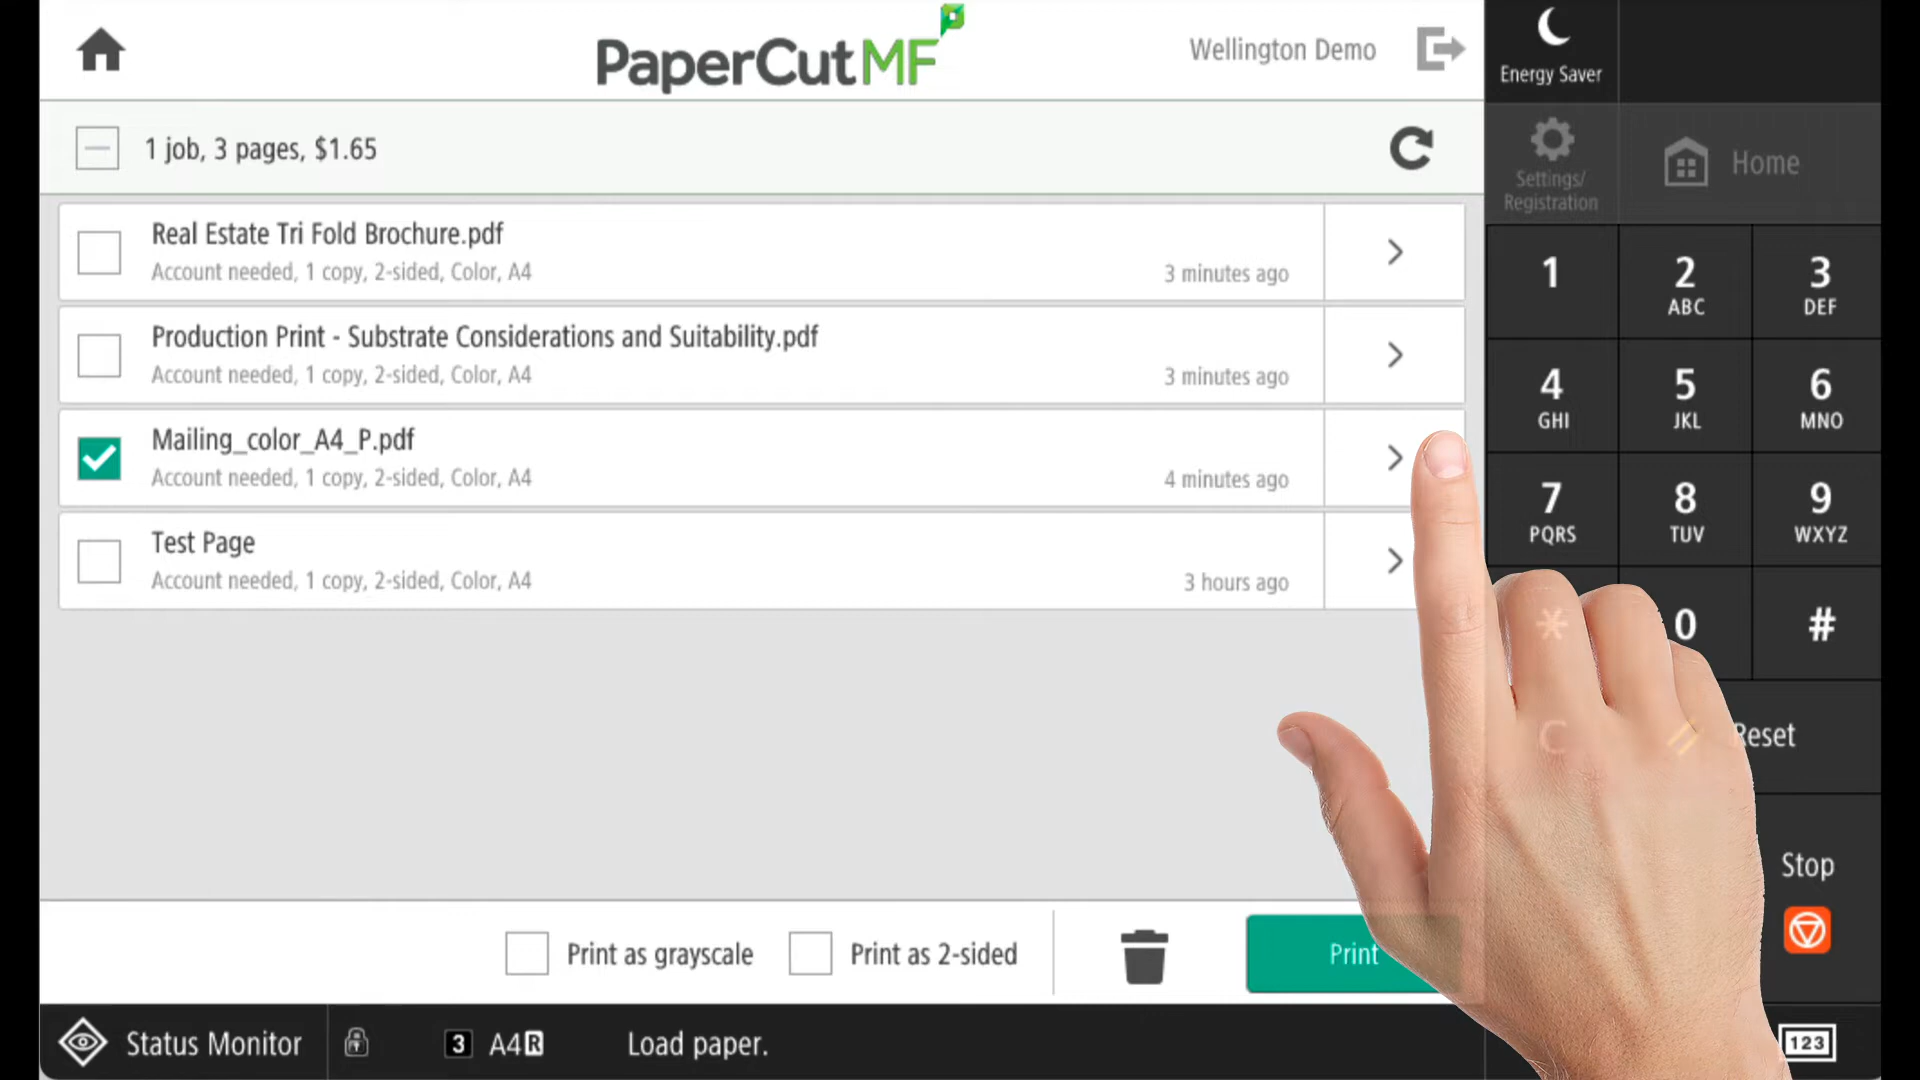 PaperCutMF
Wellington Demo
1 job, 3 pages, $1.65
Real Estate Tri Fold Brochure.pdf
Account needed, 1 copy, 2-sided, Color, A4
3 minutes ago
Production Print - Substrate Considerations and Suitability.pdf
Account needed, 1 copy, 2-sided, Color, A4
3 minutes ago
Mailing_color_A4_P.pdf
Account needed, 1 copy, 2-sided, Color, A4
4 minutes ago
Test Page
Account needed, 1 copy, 2-sided, Color, A4
3 hours ago
Print as grayscale
Print as 2-sided
Print
Status Monitor
3 A4R
Load paper.
Energy Saver
Settings/
Registration
Home
1
2
ABC
3
DEF
4
GHI
5
JKL
6
MNO
7
PQRS
8
TUV
9
WXYZ
*
0
#
C
Reset
Stop
123